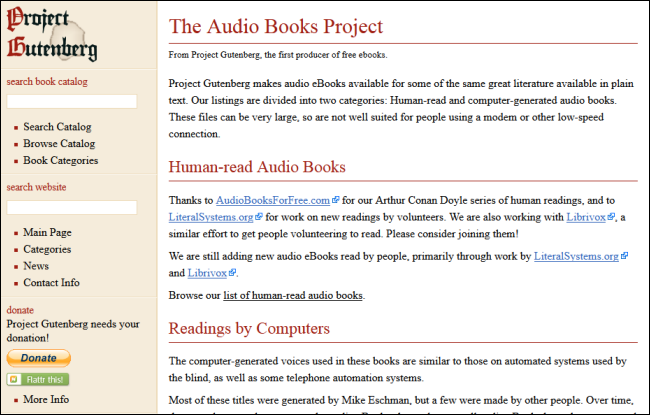 Project
Gutenberg
search book catalog
Search Catalog
Browse Catalog
Book Categories
search website
Main Page
Categories
News
Contact Info
donate
Project Gutenberg needs your
donation!
Donate
Flattr this!
More Info
The Audio Books Project
From Project Gutenberg, the first producer of free ebooks.
Project Gutenberg makes audio eBooks available for some of the same great literature available in plain
text. Our listings are divided into two categories: Human-read and computer-generated audio books.
These files can be very large, so are not well suited for people using a modem or other low-speed
connection.
Human-read Audio Books
Thanks to AudioBooksForFree.com for our Arthur Conan Doyle series of human readings, and to
LiteralSystems.org for work on new readings by volunteers. We are also working with Librivox, a
similar effort to get people volunteering to read. Please consider joining them!
We are still adding new audio eBooks read by people, primarily through work by LiteralSystems.org
and Librivox.
Browse our list of human-read audio books.
Readings by Computers
The computer-generated voices used in these books are similar to those on automated systems used by
the blind, as well as some telephone automation systems.
Most of these titles were generated by Mike Eschman, but a few were made by other people. Over time,